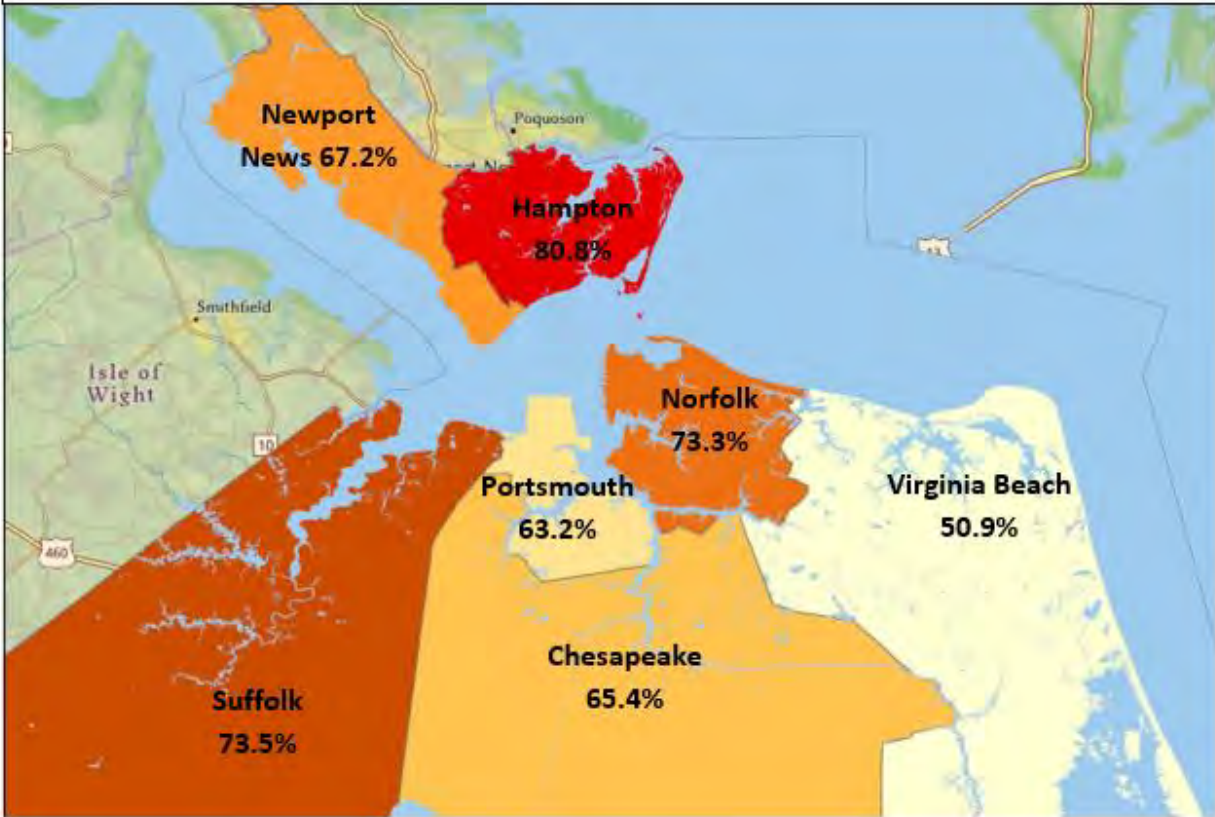 Newport
News 67.2%
Poquoson
Hampton
80.8%
13
Smithfield
Isle of
Wight
10
Norfolk
73.3%
Portsmouth
63.2%
Virginia Beach
50.9%
460
Chesapeake
65.4%
Suffolk
73.5%